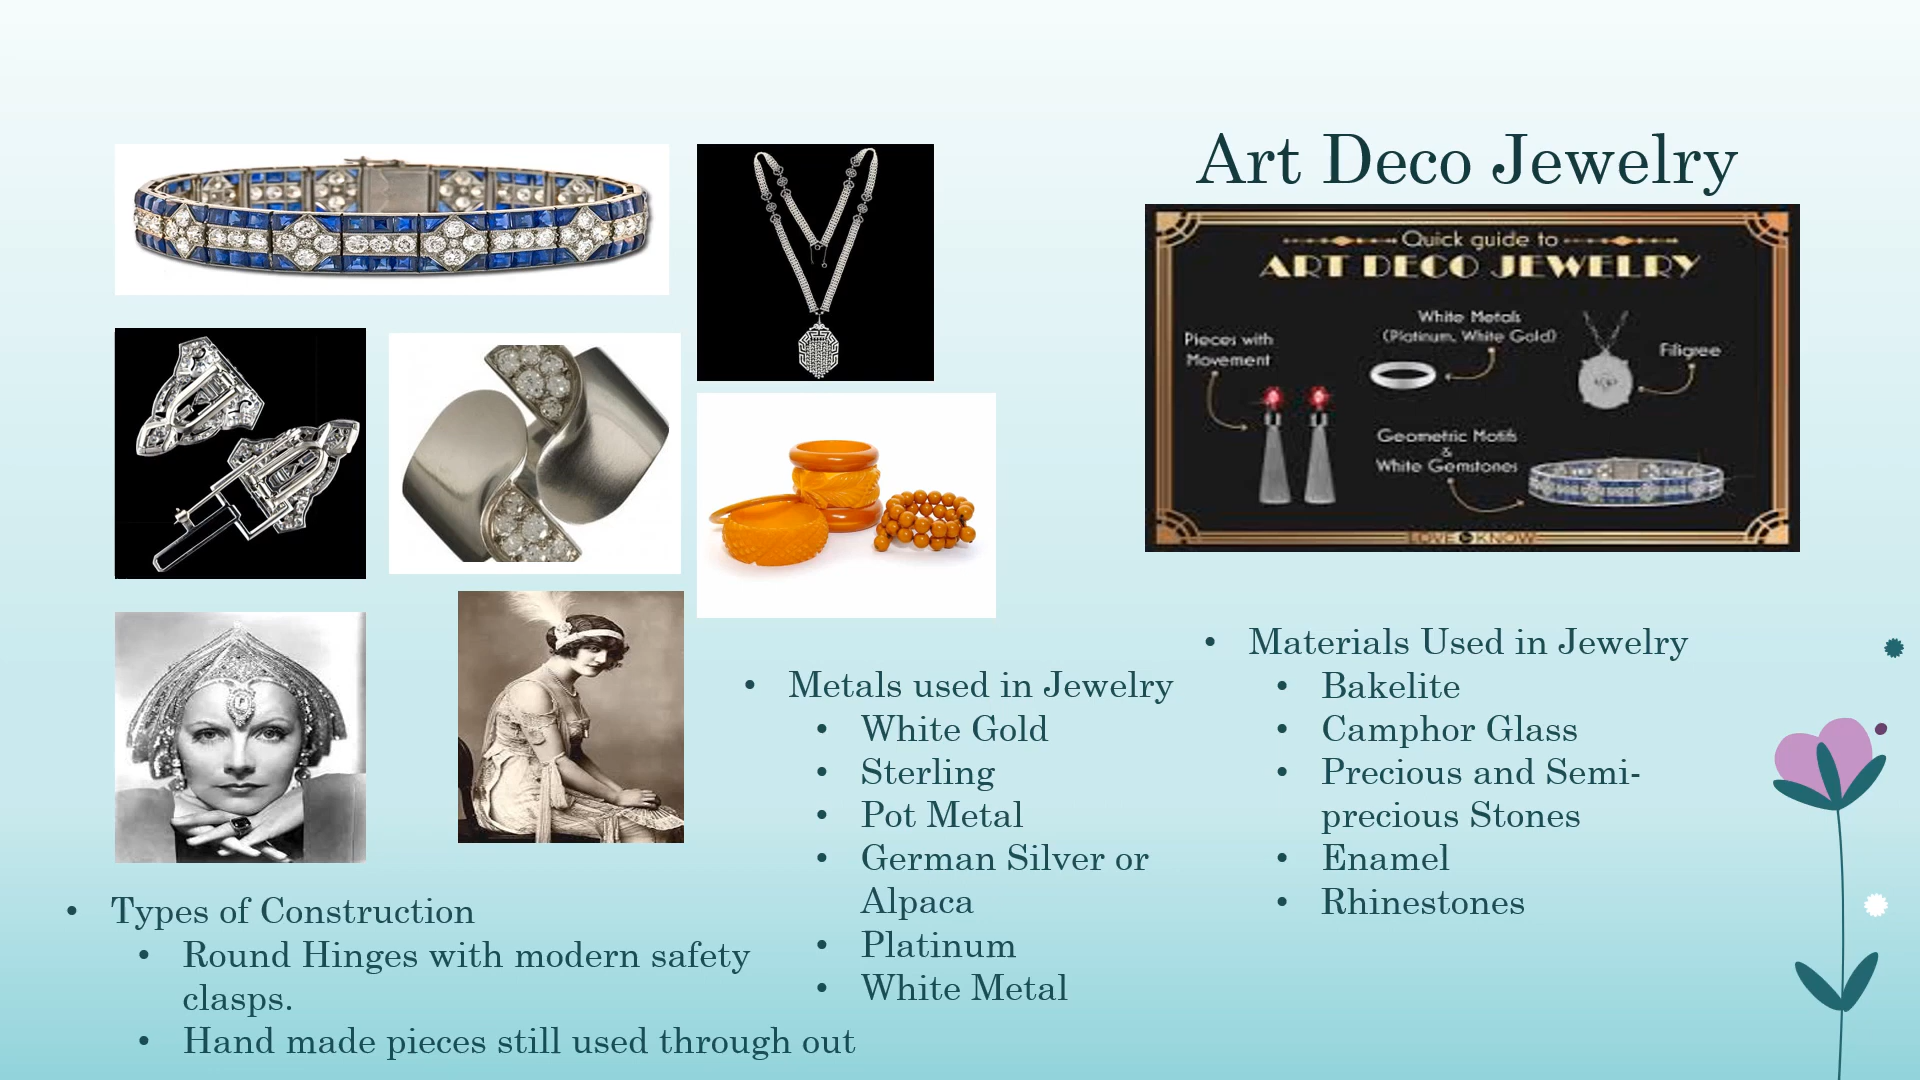 Art Deco Jewelry
Quick guide to
ART DECO JEWELRY
Pieces with
Movement
White Metals
(Platinum, White Gold)
Filigree
Geometric Motifs
&
White Gemstones
LOVE TO KNOW
• Materials Used in Jewelry
• Bakelite
• Camphor Glass
• Precious and Semi-
precious Stones
• Enamel
• Rhinestones
• Metals used in Jewelry
• White Gold
• Sterling
• Pot Metal
• German Silver or
Alpaca
• Platinum
• White Metal
• Types of Construction
• Round Hinges with modern safety
clasps.
• Hand made pieces still used through out